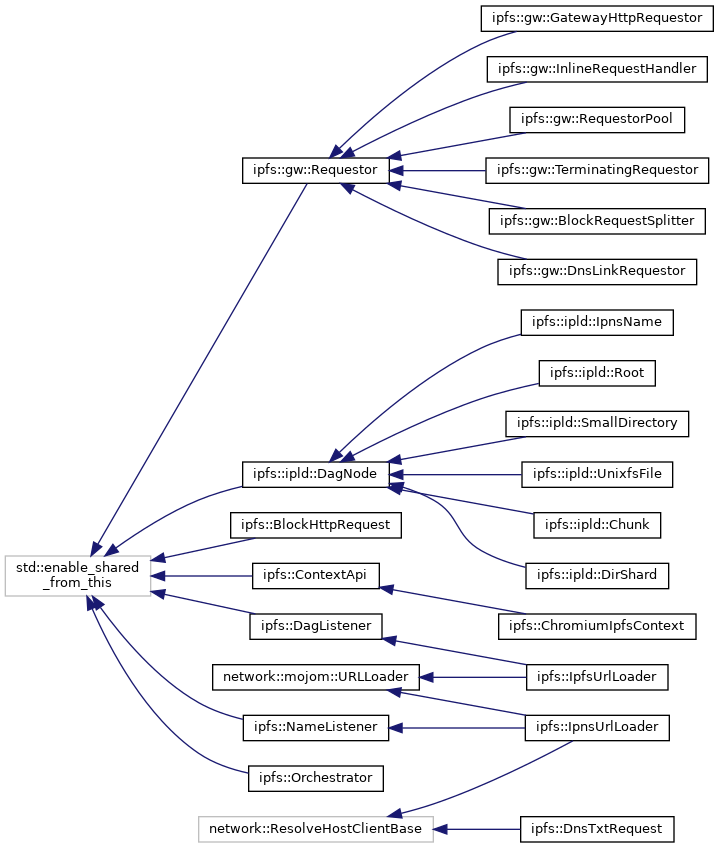 ipfs::gw::GatewayHttpRequestor
ipfs::gw::InlineRequestHandler
ipfs::gw::RequestorPool
ipfs::gw::Requestor
ipfs::gw::TerminatingRequestor
ipfs::gw::BlockRequestSplitter
ipfs::gw::DnsLinkRequestor
ipfs::ipld::IpnsName
ipfs::ipld::Root
ipfs::ipld::SmallDirectory
ipfs::ipld::DagNode
ipfs::ipld::UnixfsFile
ipfs::BlockHttpRequest
ipfs::ipld::Chunk
std::enable_shared
_from_this
ipfs::ContextApi
ipfs::ipld::DirShard
ipfs::DagListener
ipfs::ChromiumIpfsContext
network::mojom::URLLoader
ipfs::IpfsUrlLoader
ipfs::NameListener
ipfs::IpnsUrlLoader
ipfs::Orchestrator
network::ResolveHostClientBase
ipfs::DnsTxtRequest